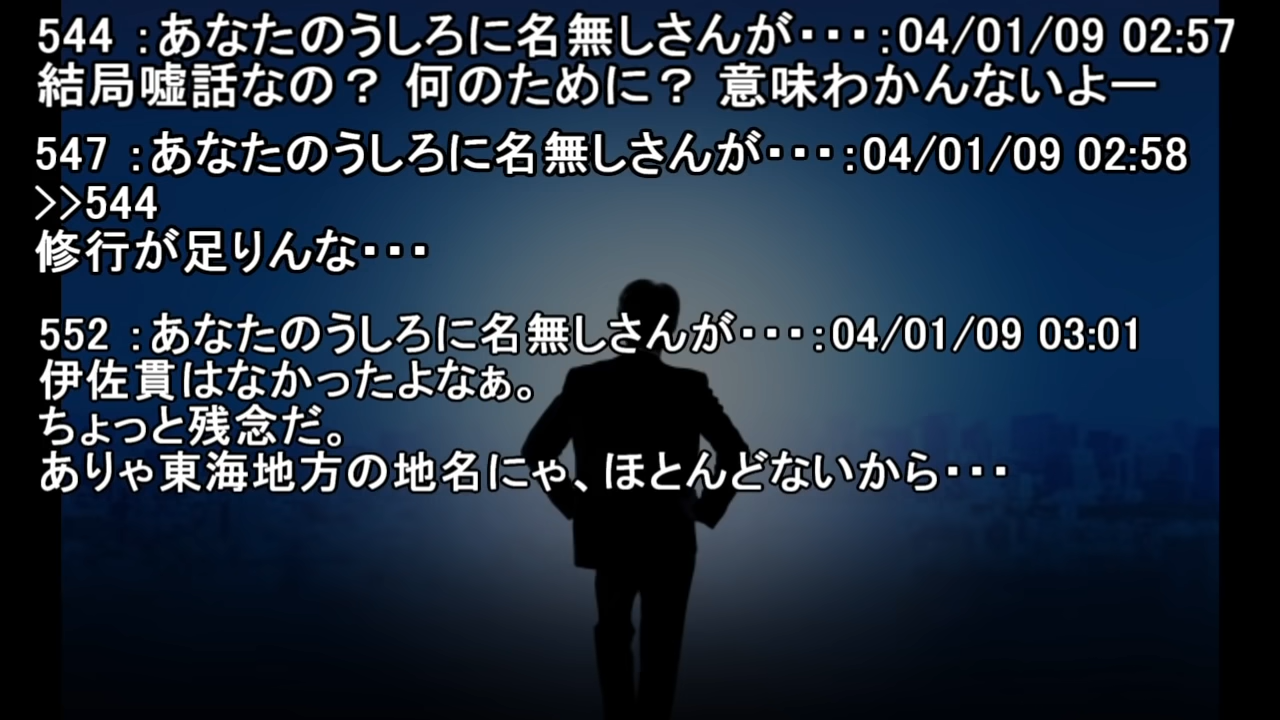 544 ：あなたのうしろに名無しさんが・・・：04/01/09 02:57
結局嘘話なの？ 何のために？ 意味わかんないよー
547 ：あなたのうしろに名無しさんが・・・：04/01/09 02:58
>>544
修行が足りんな・・・
552 ：あなたのうしろに名無しさんが・・・：04/01/09 03:01
伊佐貫はなかったよなぁ。
ちょっと残念だ。
ありゃ東海地方の地名にゃ、ほとんどないから・・・